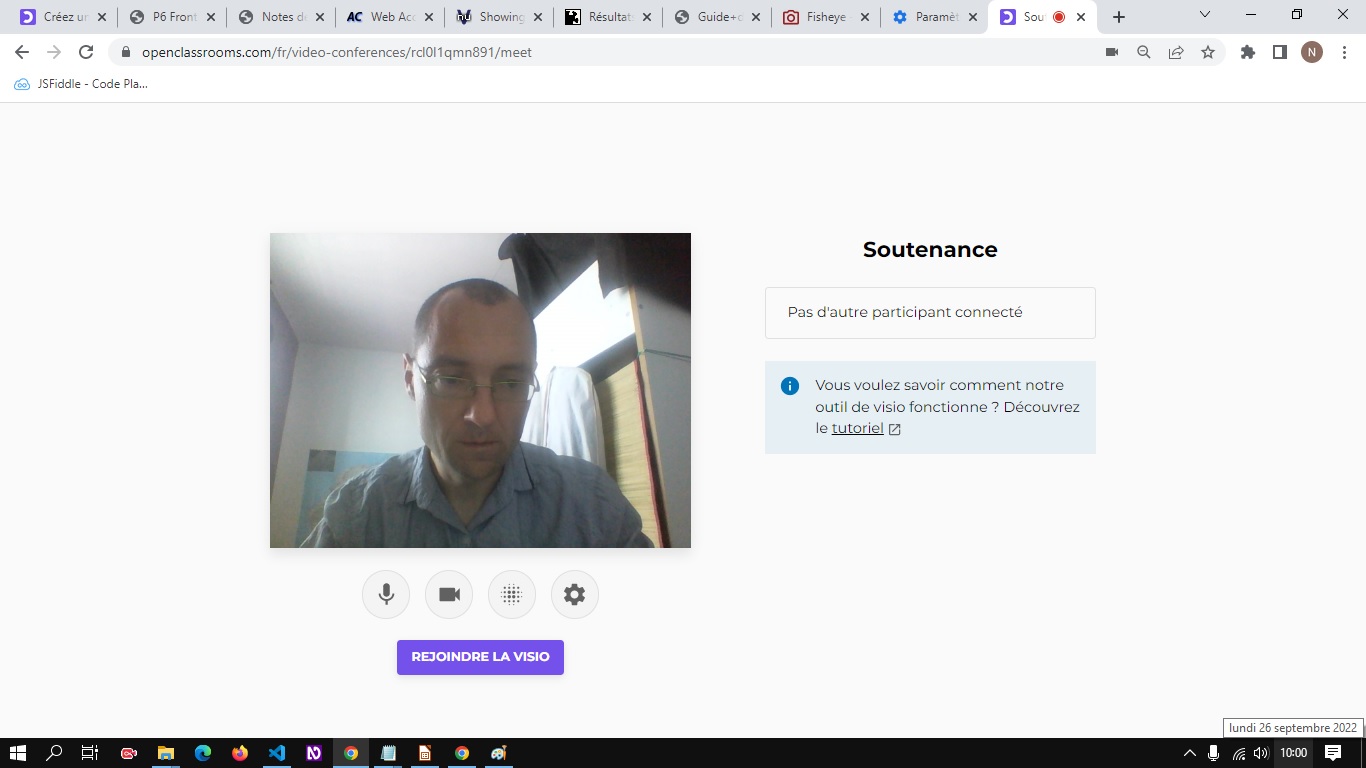 Créez un
P6 Front
Notes d
Web Acc
Showing
Résultat
Guide+d
Fisheye
Paramèt
Sou
openclassrooms.com/fr/video-conferences/rcl0l1qmn891/meet
N
JSFiddle - Code Pla...
Soutenance
Pas d'autre participant connecté
Vous voulez savoir comment notre
outil de visio fonctionne ? Découvrez
le tutoriel
REJOINDRE LA VISIO
lundi 26 septembre 2022
10:00